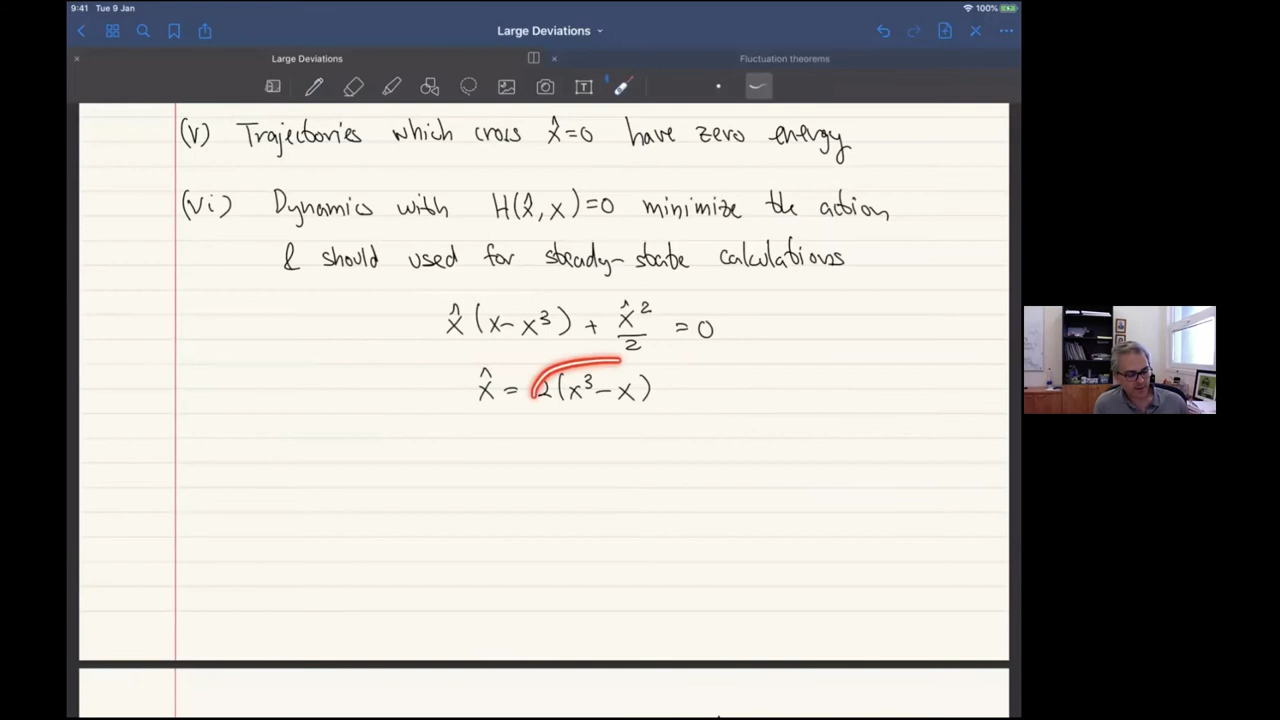 9:41 Tue 9 Jan
100%
Large Deviations
Large Deviations
Fluctuation theorems
(v) Trajectories which cross x̂=0 have zero energy
(vi) Dynamics with H(x̂, x)=0 minimize the action
& should used for steady-state calculations
x̂(x-x³) + x̂²/2 = 0
x̂ = 2(x³-x)